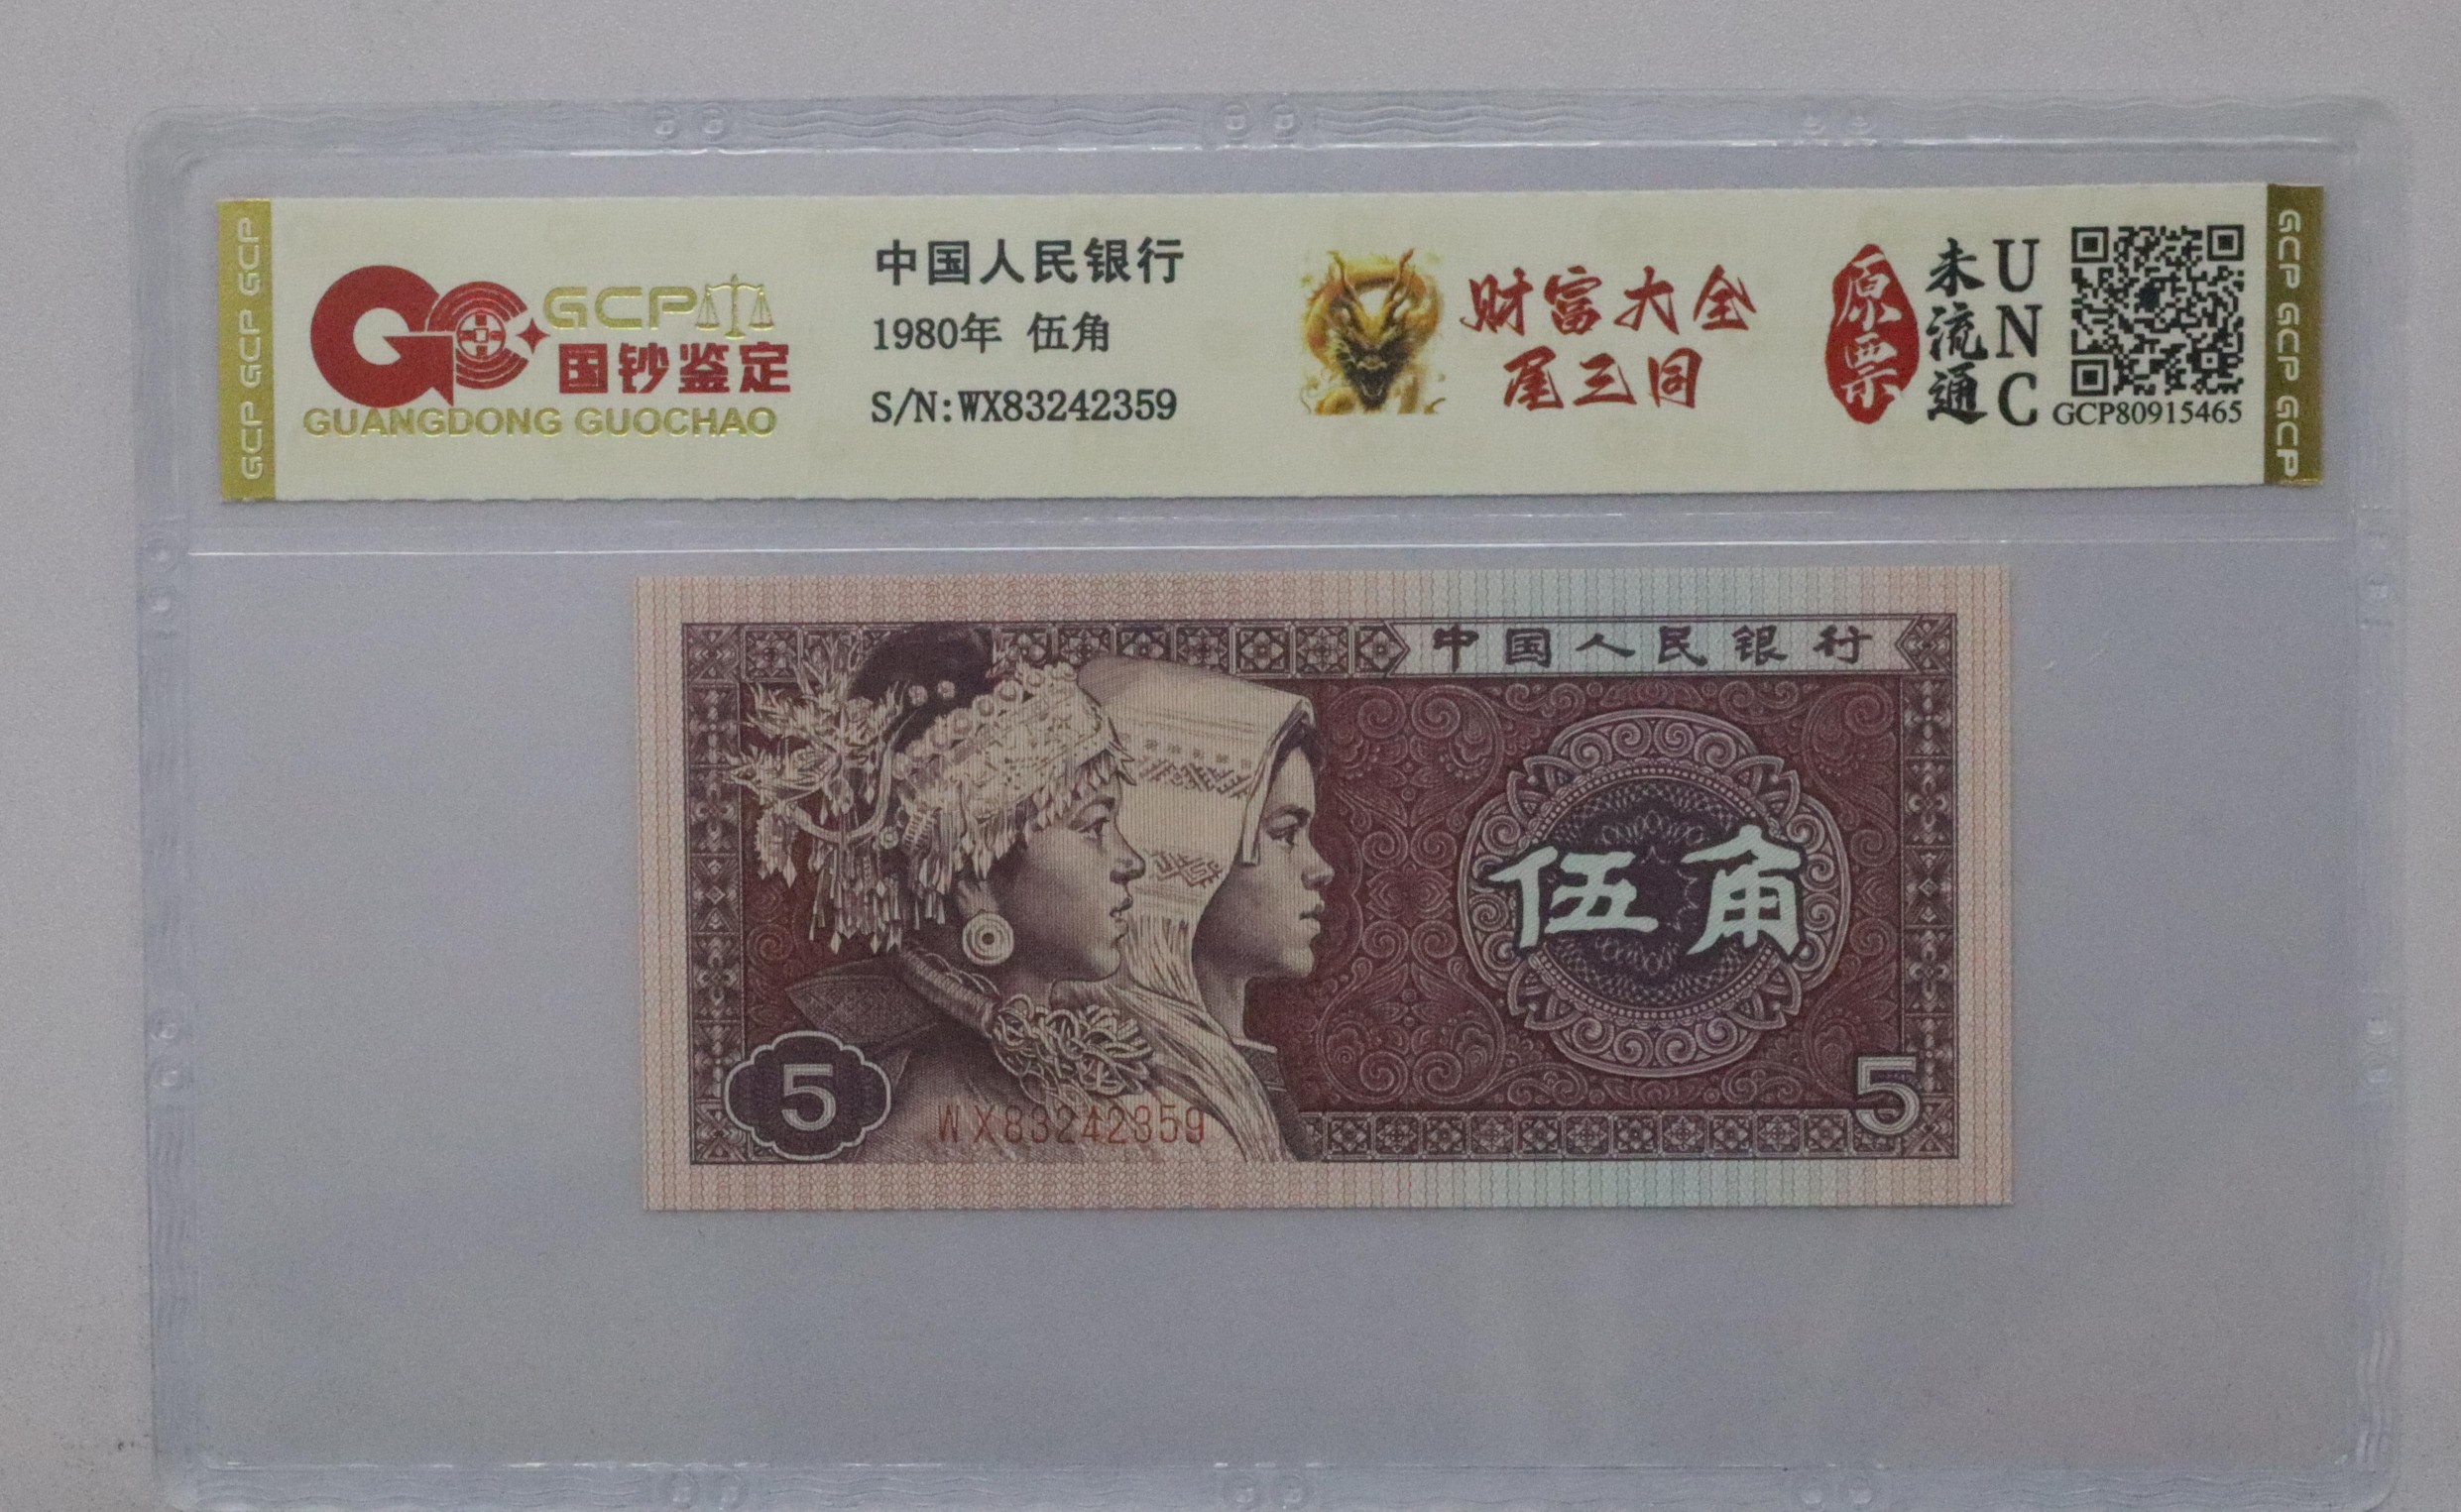 GCP GCP GCP
GCP
国钞鉴定
GUANGDONG GUOCHAO
中国人民银行
1980年 伍角
S/N:WX83242359
财富大全
尾三同
原票
未流通
UNC
GCP80915465
GCP GCP GCP
中国人民银行
伍角
5
WX83242359
5